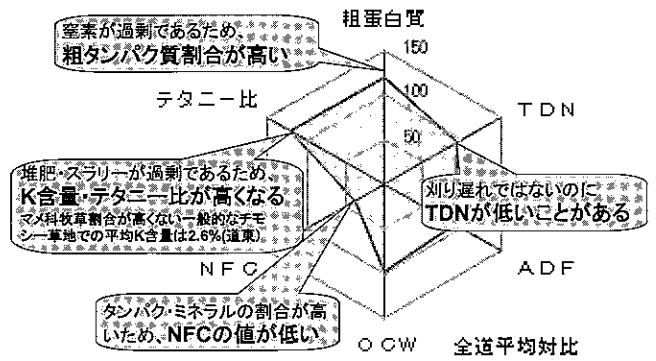 粗蛋白質
窒素が過剰であるため、
粗タンパク質割合が高い
150
100
50
テタニー比
TDN
堆肥・スラリーが過剰であるため、
K含量・テタニー比が高くなる
マメ科牧草割合が高くない一般的なチモ
シー草地での平均K含量は2.6%(道東)
刈り遅れではないのに
TDNが低いことがある
NFC
ADF
タンパク・ミネラルの割合が高
いため、NFCの値が低い
OCW
全道平均対比